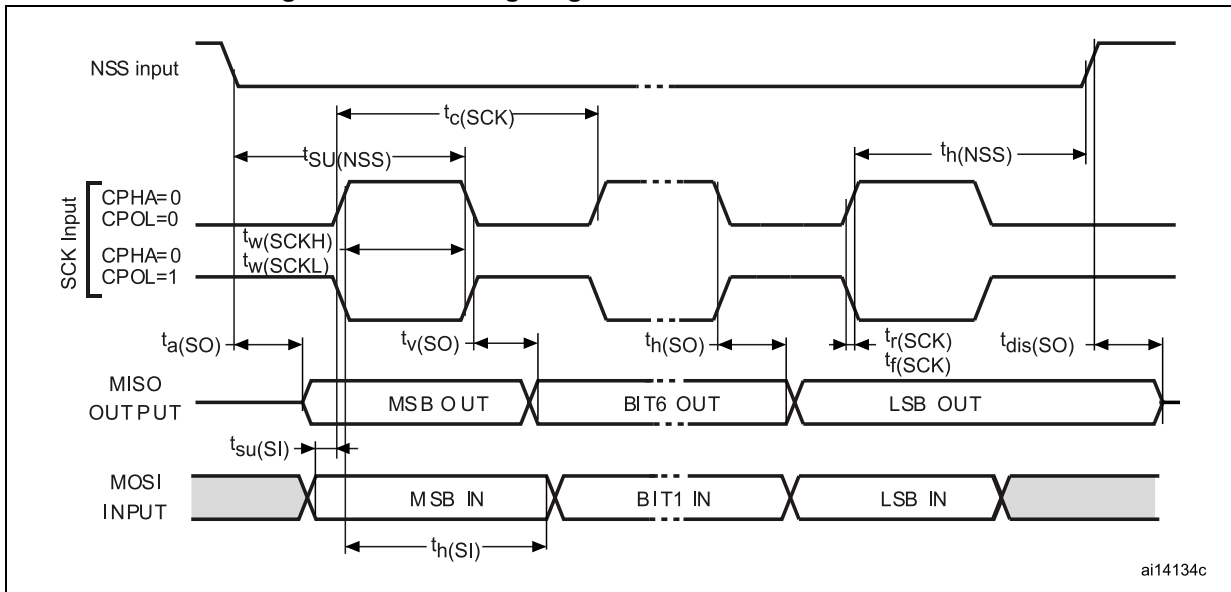 NSS input
tc(SCK)
tSU(NSS)
th(NSS)
SCK Input
CPHA=0
CPOL=0
CPHA=0
CPOL=1
tw(SCKH)
tw(SCKL)
ta(SO)
tv(SO)
th(SO)
tr(SCK)
tf(SCK)
tdis(SO)
MISO
OUTPUT
MSB OUT
BIT6 OUT
LSB OUT
tsu(SI)
MOSI
INPUT
MSB IN
BIT1 IN
LSB IN
th(SI)
ai14134c